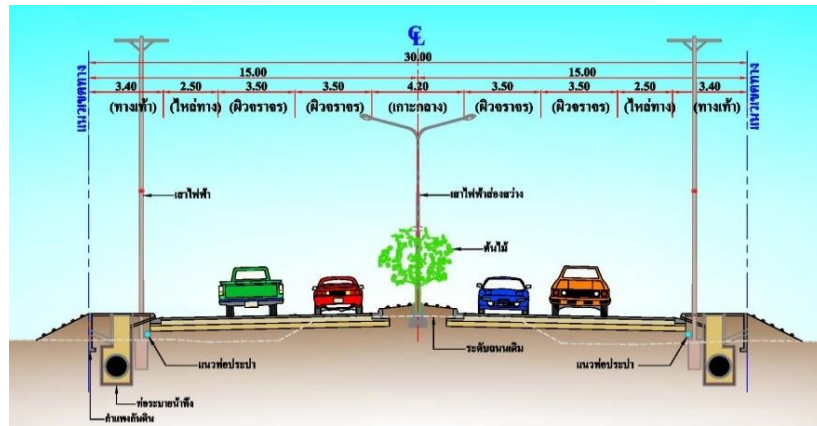 ℄
30.00
15.00 15.00
3.40 2.50 3.50 3.50 4.20 3.50 3.50 2.50 3.40
(ทางเท้า) (ไหล่ทาง) (ผิวจราจร) (ผิวจราจร) (เกาะกลาง) (ผิวจราจร) (ผิวจราจร) (ไหล่ทาง) (ทางเท้า)
แนวเขตทาง แนวเขตทาง
เสาไฟฟ้า เสาไฟฟ้าส่องสว่าง
ต้นไม้
ระดับถนนเดิม
แนวท่อประปา แนวท่อประปา
ท่อระบายน้ำทิ้ง
กำแพงกันดิน